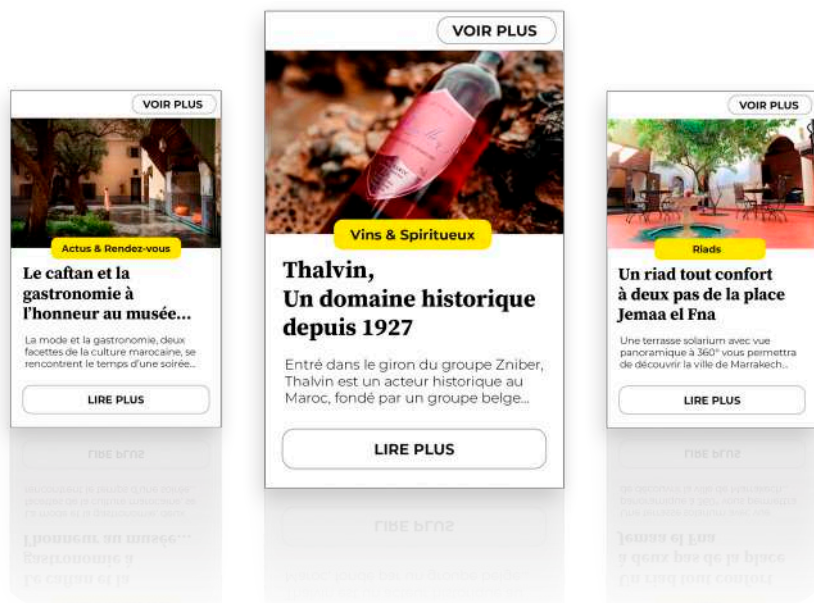 VOIR PLUS
Actus & Rendez-vous
Le caftan et la
gastronomie à
l'honneur au musée...
La mode et la gastronomie, deux
facettes de la culture marocaine, se
rencontrent le temps d'une soirée...
LIRE PLUS
VOIR PLUS
Vins & Spiritueux
Thalvin,
Un domaine historique
depuis 1927
Entré dans le giron du groupe Zniber,
Thalvin est un acteur historique au
Maroc, fondé par un groupe belge...
LIRE PLUS
VOIR PLUS
Riads
Un riad tout confort
à deux pas de la place
Jemaa el Fna
Une terrasse solarium avec vue
panoramique à 360° vous permettra
de découvrir la ville de Marrakech...
LIRE PLUS